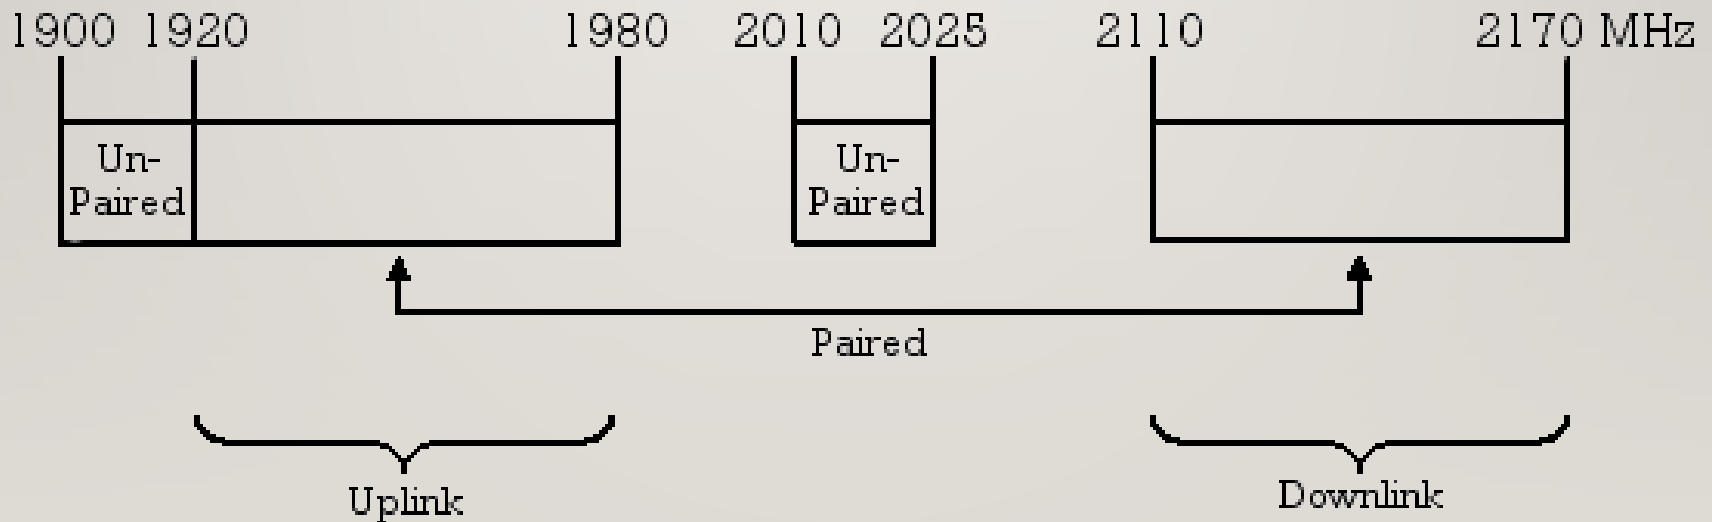 1900 1920 1980 2010 2025 2110 2170 MHz
Un-
Paired
Un-
Paired
Paired
Uplink
Downlink